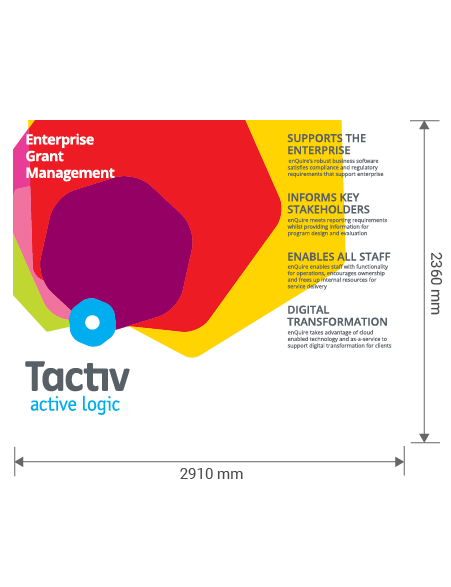 Enterprise
Grant
Management
SUPPORTS THE
ENTERPRISE
enQuire's robust business software
satisfies compliance and regulatory
requirements that support enterprise
INFORMS KEY
STAKEHOLDERS
enQuire meets reporting requirements
whilst providing information for
program design and evaluation
ENABLES ALL STAFF
enQuire enables staff with functionality
for operations, encourages ownership
and frees-up internal resources for
service delivery
DIGITAL
TRANSFORMATION
enQuire takes advantage of cloud
enabled technology and as-a-service to
support digital transformation for clients
Tactiv
active logic
2360 mm
2910 mm